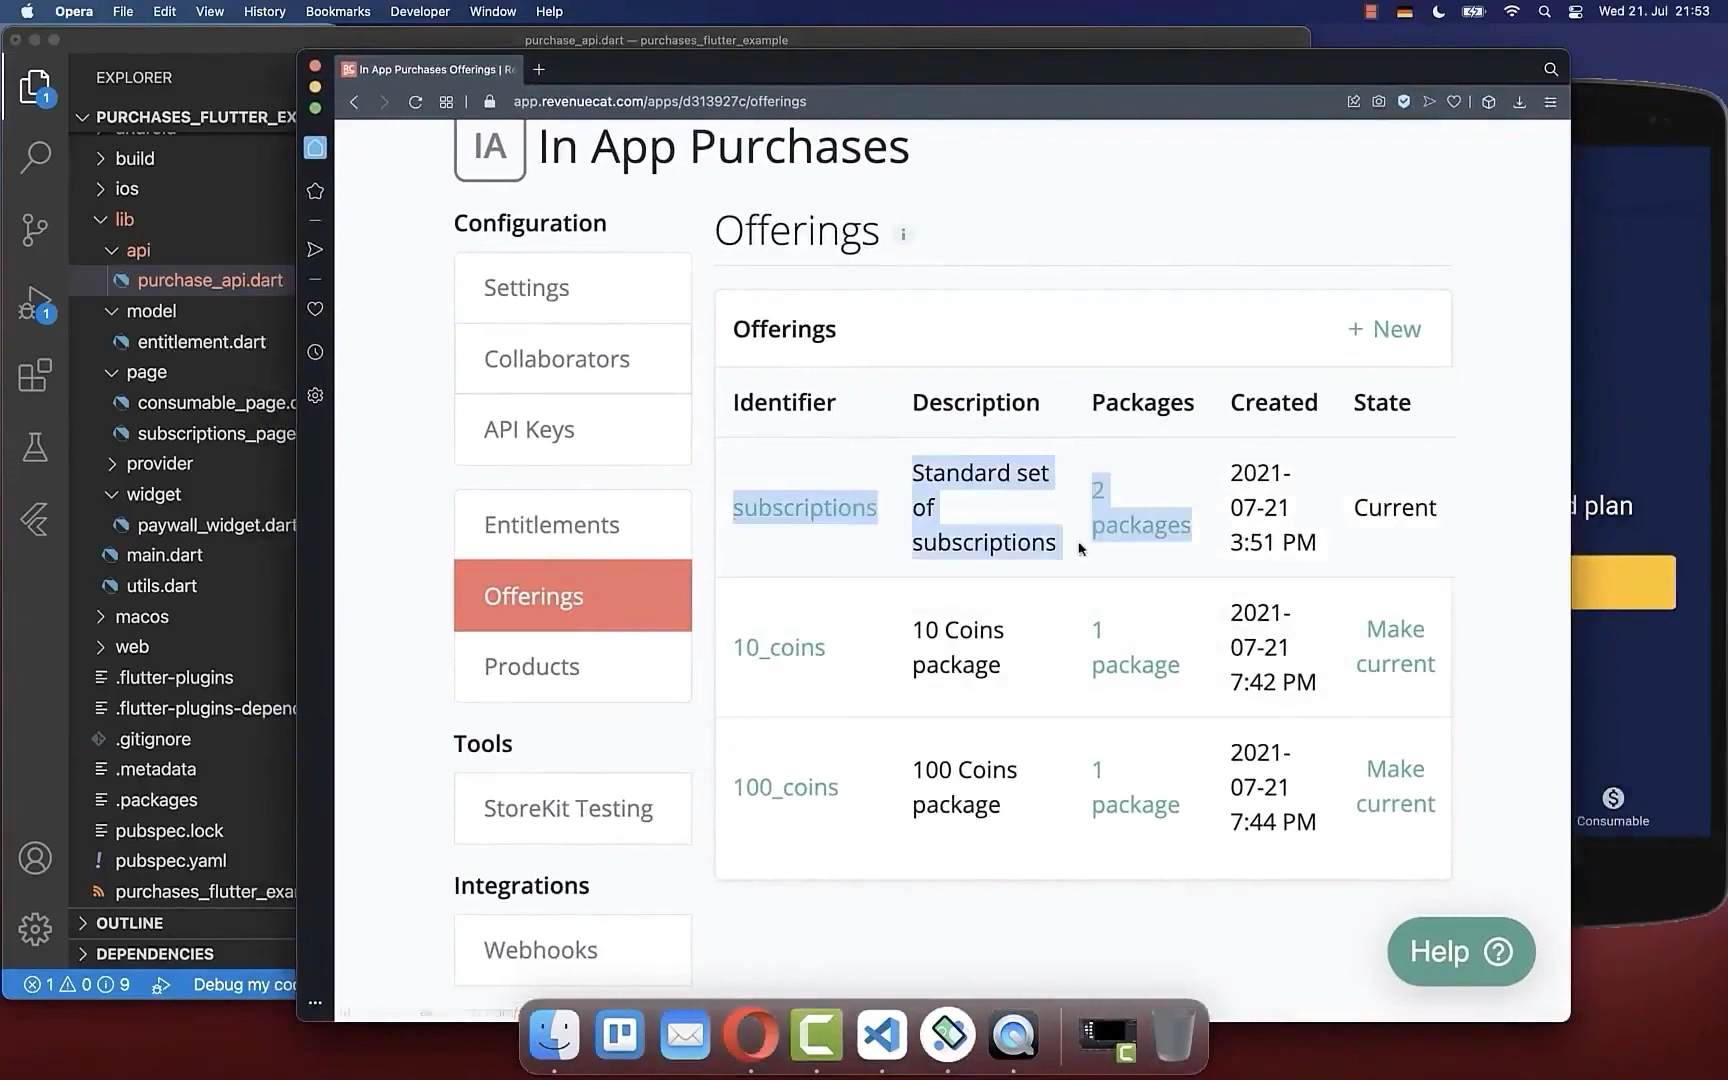 Opera File Edit View History Bookmarks Developer Window Help
Wed 21. Jul 21:53
purchase_api.dart — purchases_flutter_example
EXPLORER
PURCHASES_FLUTTER_EX
build
ios
lib
api
purchase_api.dart
model
entitlement.dart
page
consumable_page.d
subscriptions_page
provider
widget
paywall_widget.dart
main.dart
utils.dart
macos
web
.flutter-plugins
.flutter-plugins-depend
.gitignore
.metadata
.packages
pubspec.lock
pubspec.yaml
purchases_flutter_exa
OUTLINE
DEPENDENCIES
1
1
1 0 9 Debug my co
BC In App Purchases Offerings | Re
app.revenuecat.com/apps/d313927c/offerings
IA In App Purchases
Configuration
Settings
Collaborators
API Keys
Entitlements
Offerings
Products
Tools
StoreKit Testing
Integrations
Webhooks
Offerings i
Offerings + New
Identifier Description Packages Created State
subscriptions
Standard set
of
subscriptions
2
packages
2021-
07-21
3:51 PM
Current
10_coins
10 Coins
package
1
package
2021-
07-21
7:42 PM
Make
current
100_coins
100 Coins
package
1
package
2021-
07-21
7:44 PM
Make
current
Help ?
d plan
Consumable